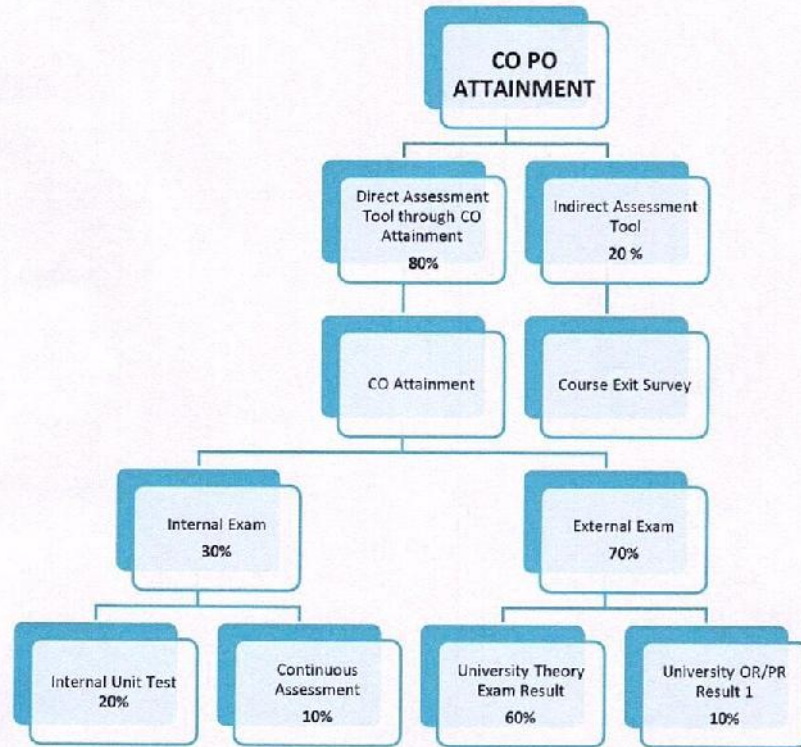 CO PO
ATTAINMENT
Direct Assessment
Tool through CO
Attainment
80%
Indirect Assessment
Tool
20 %
CO Attainment
Course Exit Survey
Internal Exam
30%
External Exam
70%
Internal Unit Test
20%
Continuous
Assessment
10%
University Theory
Exam Result
60%
University OR/PR
Result 1
10%